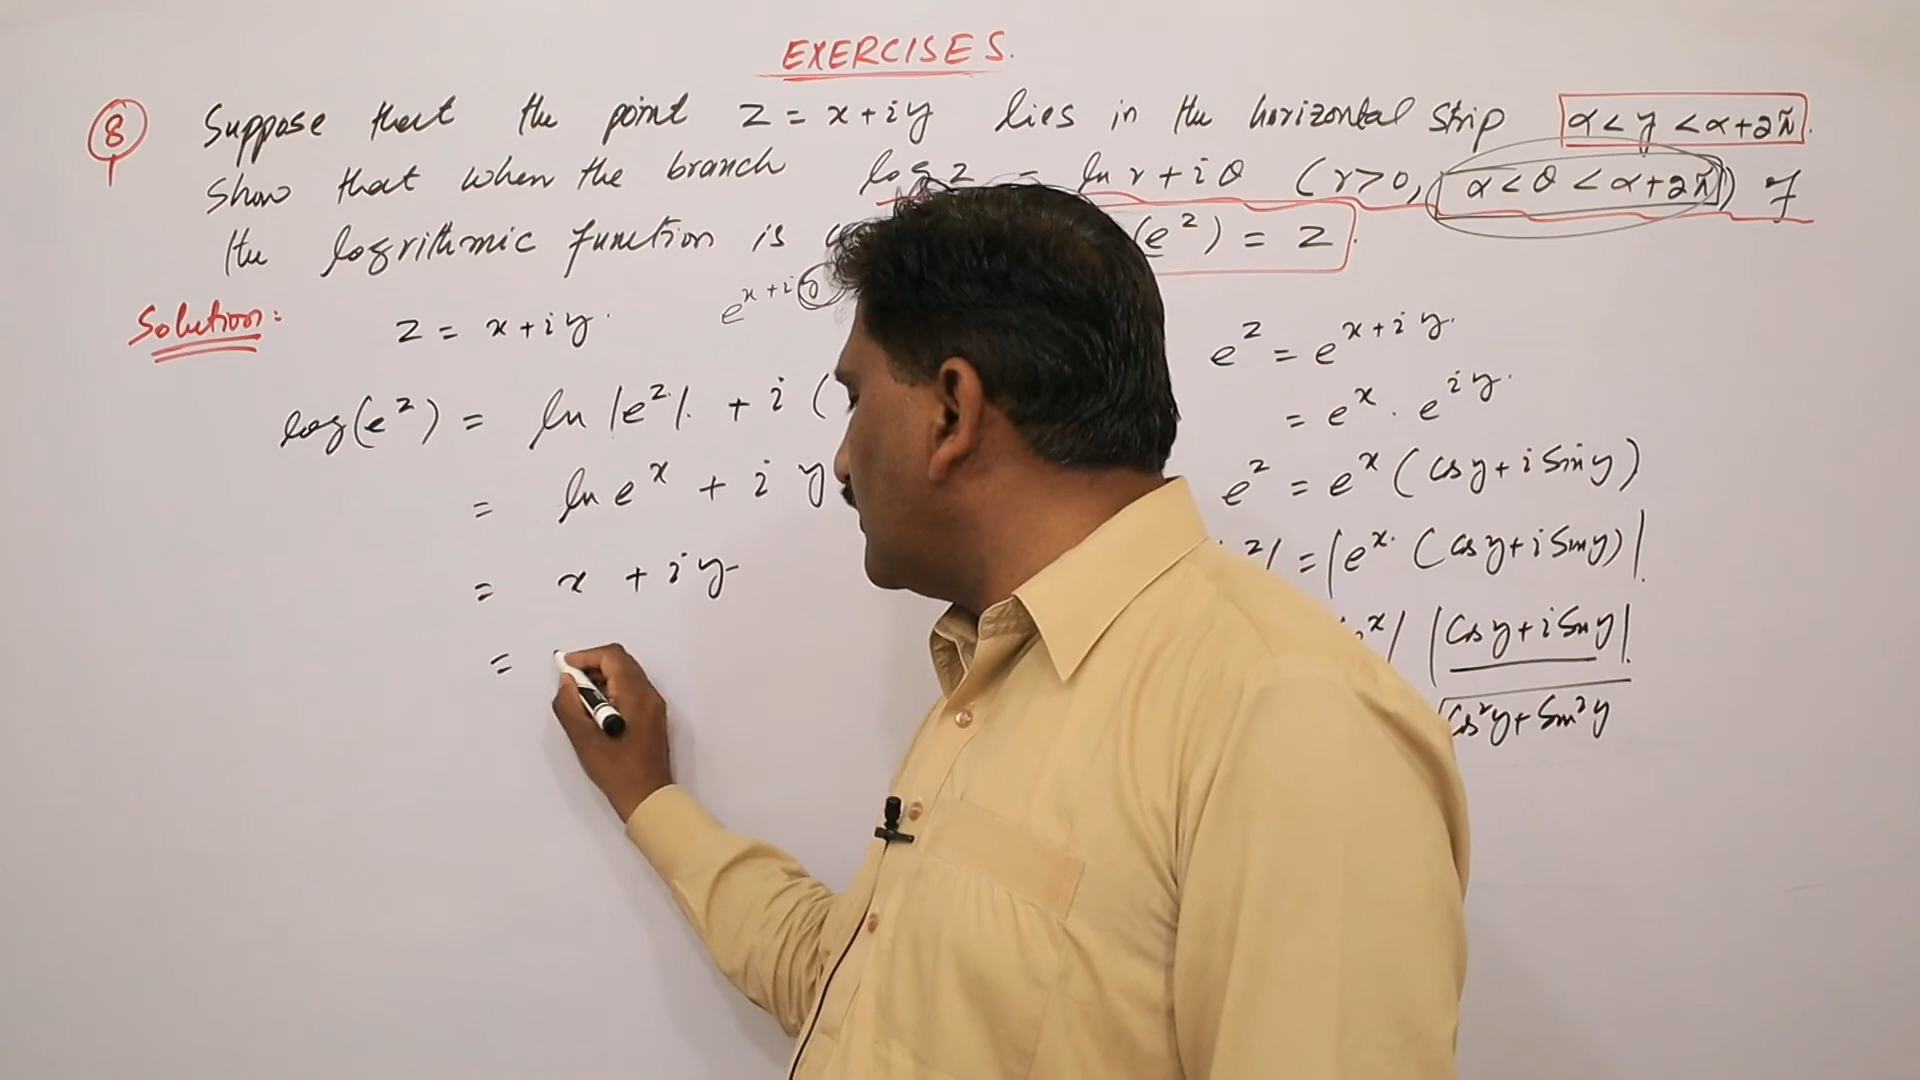 EXERCISES.
8 Suppose that the point z = x+iy lies in the horizontal strip α<y<α+2π.
Show that when the branch log z = ln r + iθ (r>0, α<θ<α+2π) of
the logrithmic function is (e^z) = z.
Solution: z = x+iy. e^x+iy
log(e^z) = ln |e^z|. + i (
= ln e^x + i y
= x + iy
=
e^z = e^x+iy.
= e^x . e^iy.
e^z = e^x (Cos y + i Sin y)
z| = |e^x. (Cos y + i Sin y)|.
e^x| |Cos y + i Sin y|.
√Cos²y + Sin²y